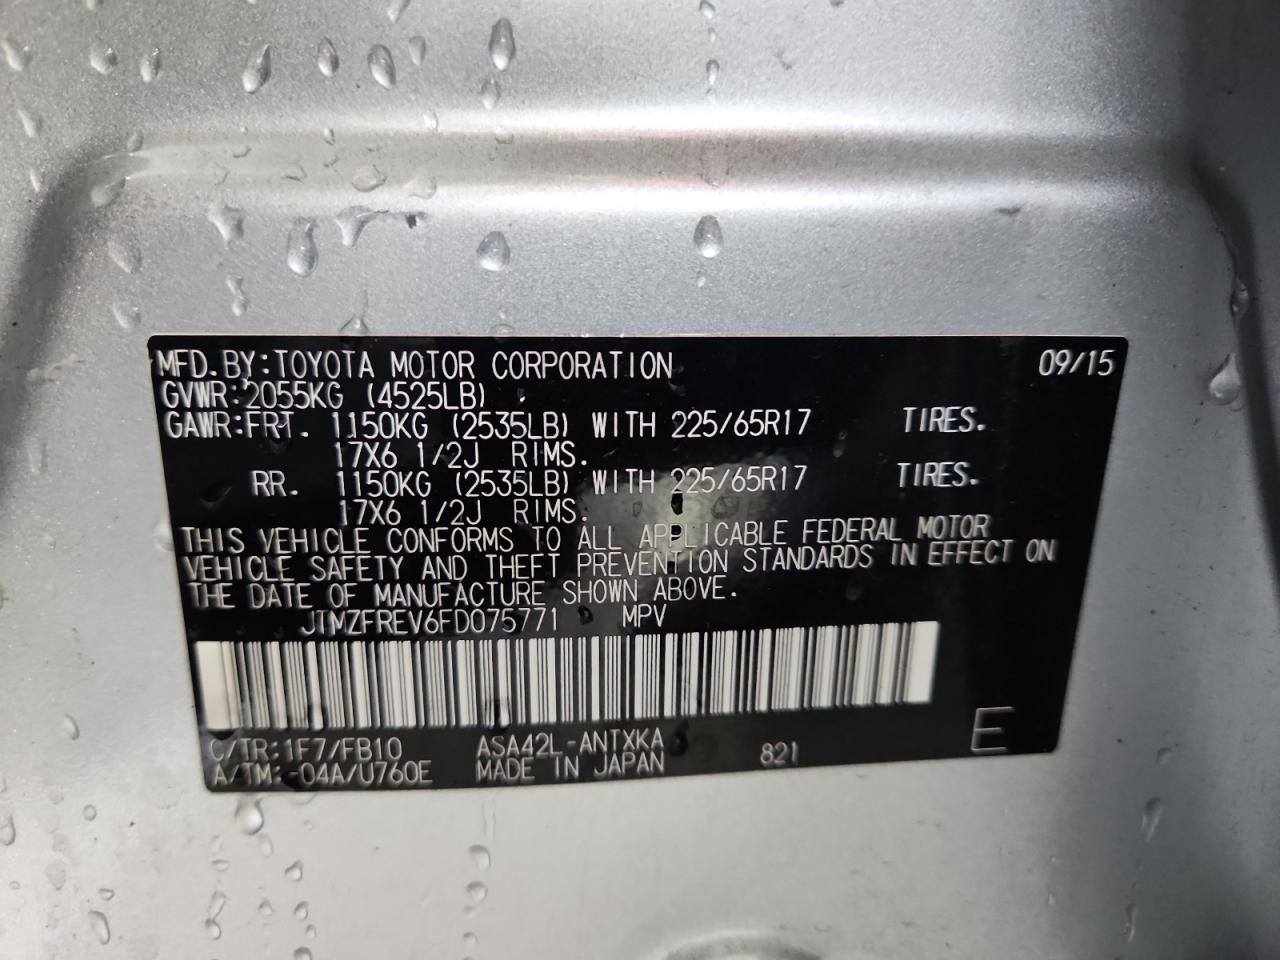 MFD.BY:TOYOTA MOTOR CORPORATION 09/15
GVWR:2055KG (4525LB)
GAWR:FRT. 1150KG (2535LB) WITH 225/65R17 TIRES.
17X6 1/2J RIMS.
RR. 1150KG (2535LB) WITH 225/65R17 TIRES.
17X6 1/2J RIMS.
THIS VEHICLE CONFORMS TO ALL APPLICABLE FEDERAL MOTOR
VEHICLE SAFETY AND THEFT PREVENTION STANDARDS IN EFFECT ON
THE DATE OF MANUFACTURE SHOWN ABOVE.
JTMZFREV6FD075771 MPV
C/TR:1F7/FB10 ASA42L-ANTXKA 821 E
A/TM:-04A/U760E MADE IN JAPAN